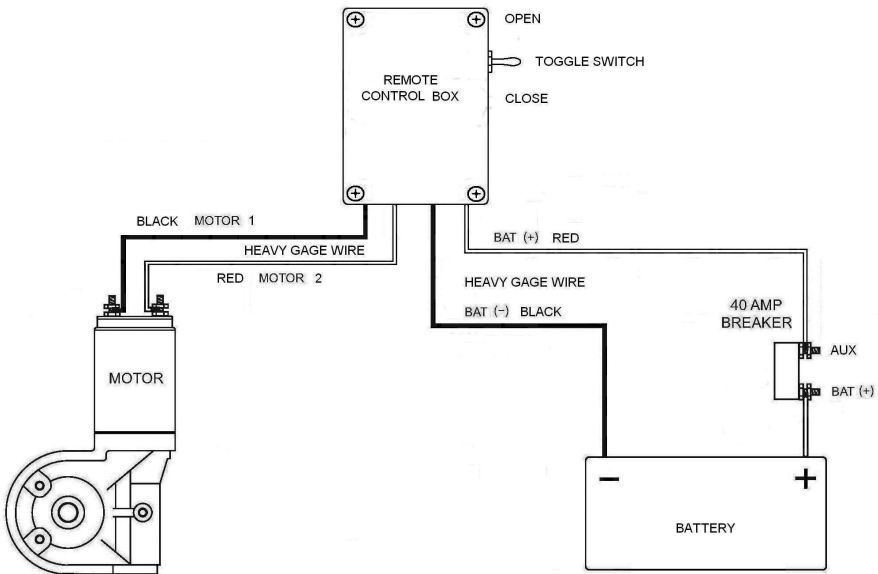 OPEN
TOGGLE SWITCH
REMOTE
CONTROL BOX
CLOSE
BLACK MOTOR 1
HEAVY GAGE WIRE
RED MOTOR 2
BAT (+) RED
HEAVY GAGE WIRE
BAT (-) BLACK
40 AMP
BREAKER
AUX
BAT (+)
MOTOR
− +
BATTERY